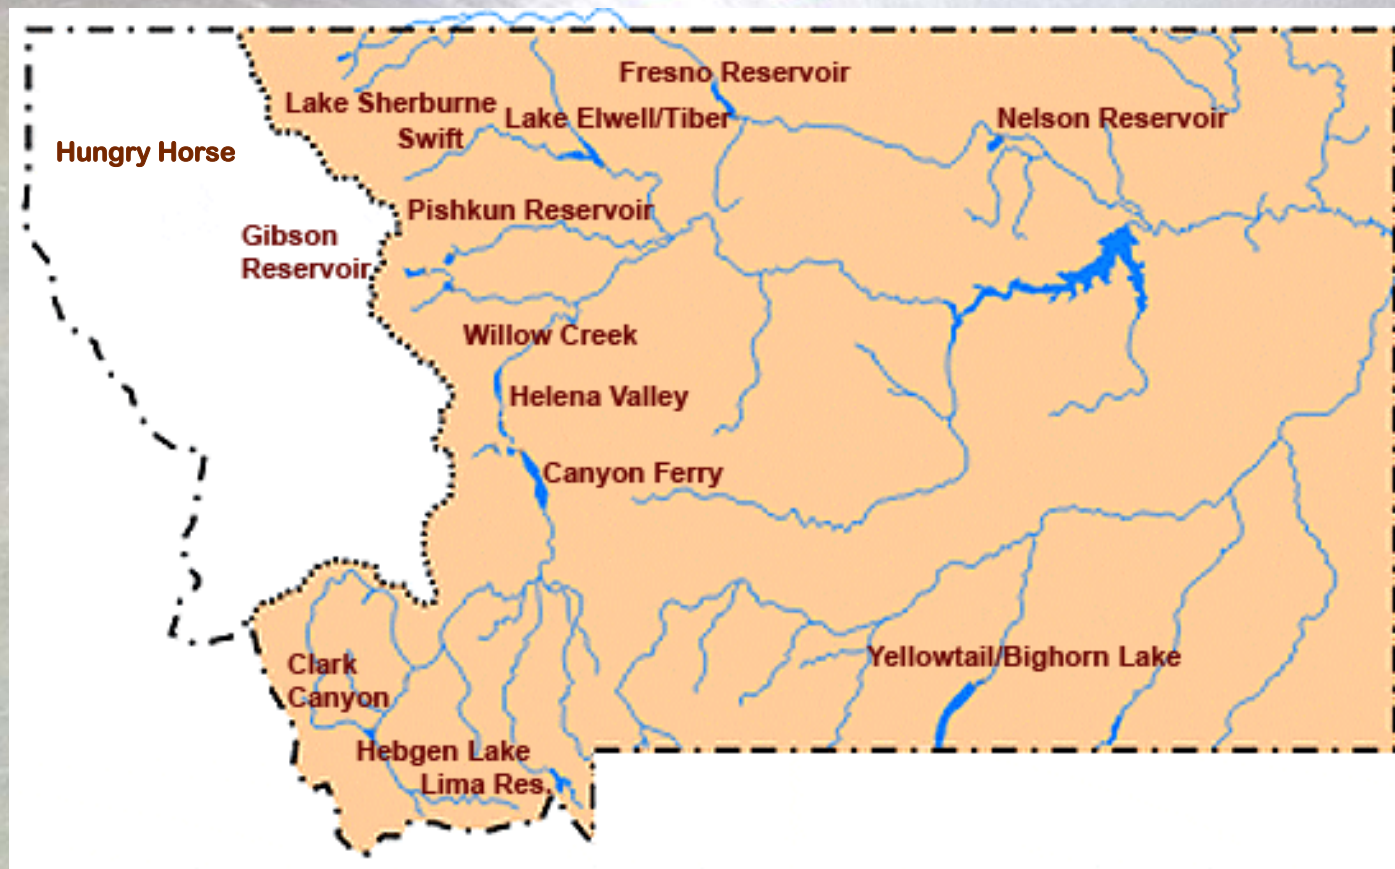 Fresno Reservoir
Lake Sherburne
Lake Elwell/Tiber
Nelson Reservoir
Swift
Hungry Horse
Pishkun Reservoir
Gibson
Reservoir
Willow Creek
Helena Valley
Canyon Ferry
Yellowtail/Bighorn Lake
Clark
Canyon
Hebgen Lake
Lima Res.